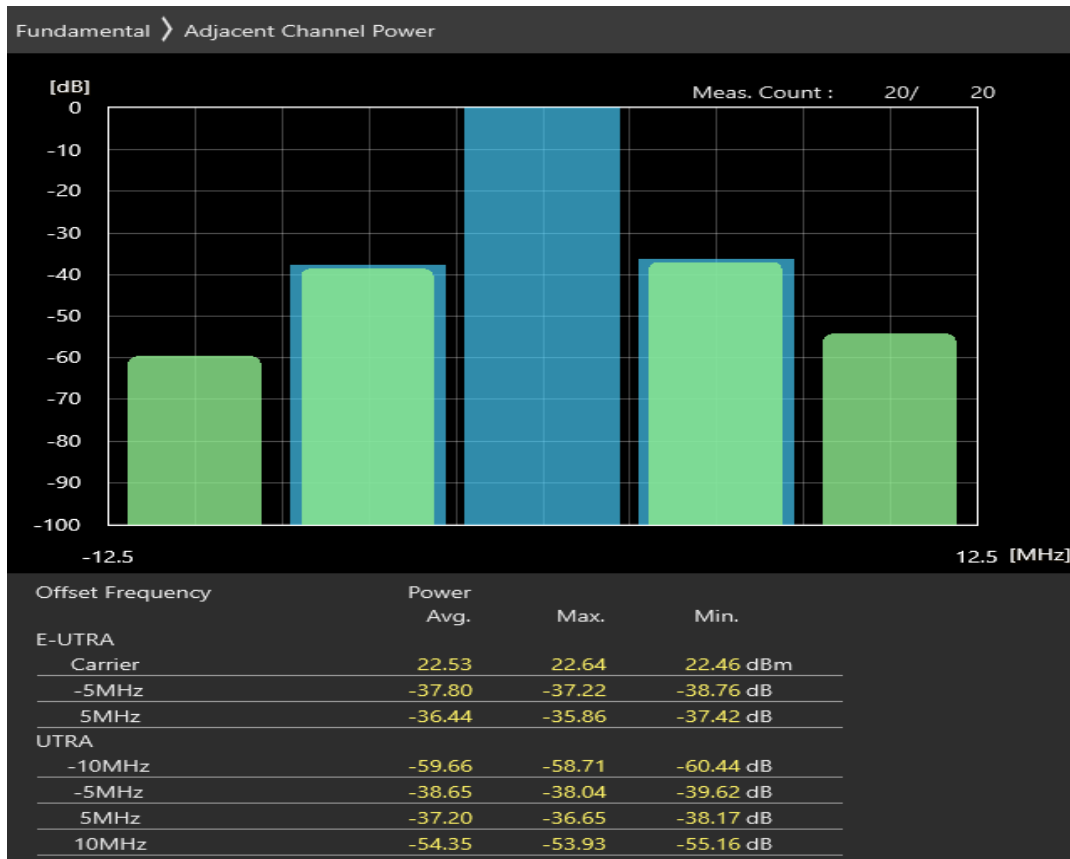 Fundamental ❯ Adjacent Channel Power
[dB]
Meas. Count : 20/ 20
0
-10
-20
-30
-40
-50
-60
-70
-80
-90
-100
-12.5 12.5 [MHz]
Offset Frequency Power
Avg. Max. Min.
E-UTRA
Carrier 22.53 22.64 22.46 dBm
-5MHz -37.80 -37.22 -38.76 dB
5MHz -36.44 -35.86 -37.42 dB
UTRA
-10MHz -59.66 -58.71 -60.44 dB
-5MHz -38.65 -38.04 -39.62 dB
5MHz -37.20 -36.65 -38.17 dB
10MHz -54.35 -53.93 -55.16 dB